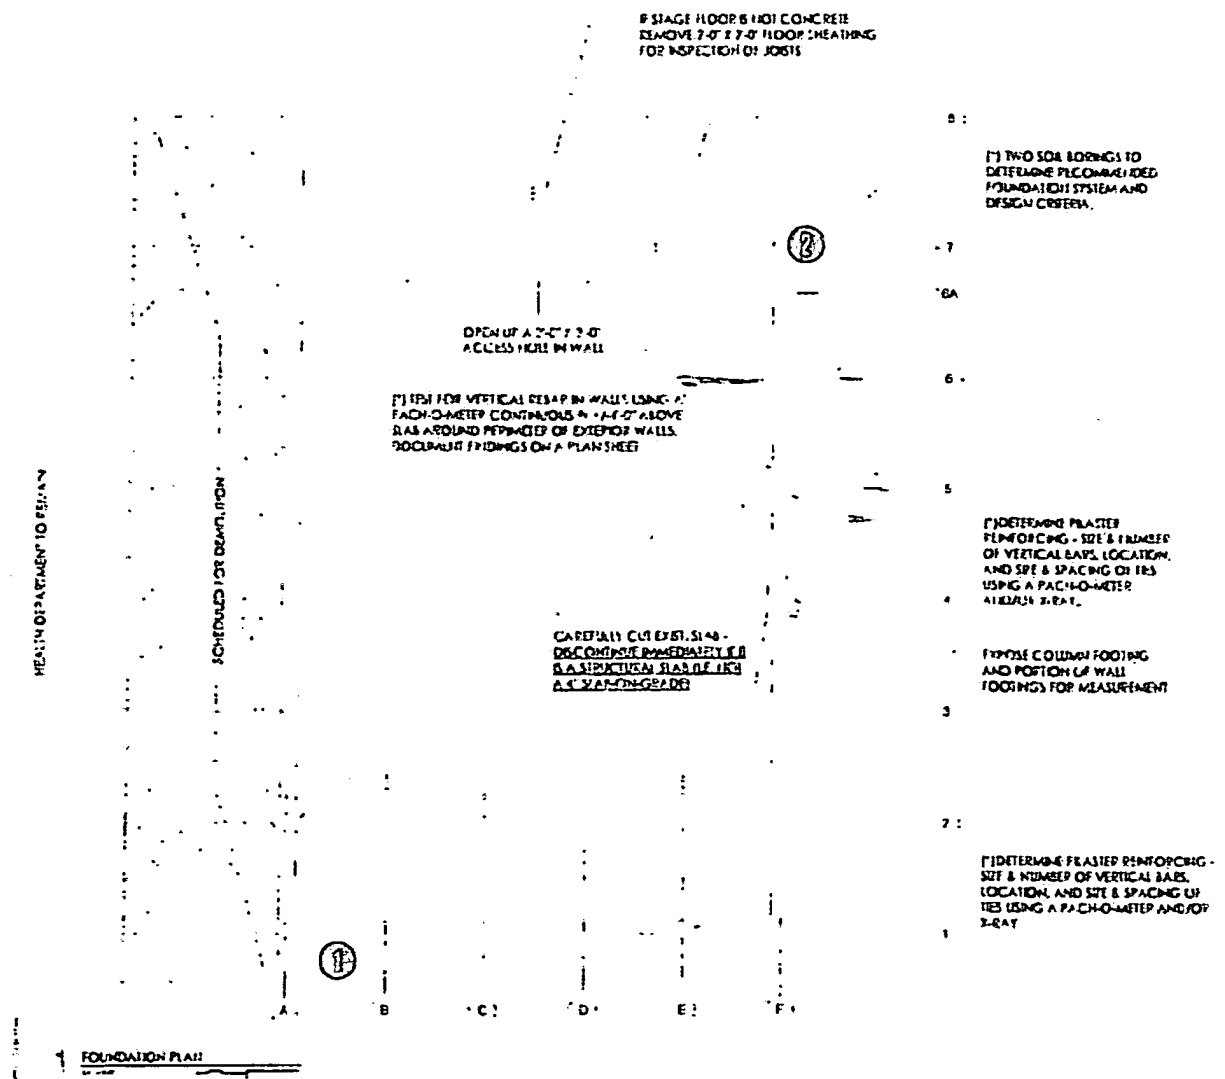 IF STAGE FLOOR IS NOT CONCRETE
REMOVE 2'-0" X 2'-0" FLOOR SHEATHING
FOR INSPECTION OF JOISTS
8
(*) TWO SOIL BORINGS TO
DETERMINE RECOMMENDED
FOUNDATION SYSTEM AND
DESIGN CRITERIA.
2
7
6A
OPEN UP A 2'-0" X 2'-0"
ACCESS HOLE IN WALL
6
(*) TEST FOR VERTICAL REBAR IN WALLS USING A
PACH-O-METER CONTINUOUS ABOVE
SLAB AROUND PERIMETER OF EXTERIOR WALLS.
DOCUMENT FINDINGS ON A PLAN SHEET
HEALTH DEPARTMENT TO REMAIN
SCHEDULED FOR DEMOLITION
5
(*) DETERMINE PILASTER
REINFORCING - SIZE & NUMBER
OF VERTICAL BARS, LOCATION,
AND SIZE & SPACING OF TIES
USING A PACH-O-METER
AND/OR X-RAY.
4
CAREFULLY CUT EXIST. SLAB -
DISCONTINUE IMMEDIATELY IF IT
IS A STRUCTURAL SLAB (I.E. NOT
A 4" SLAB-ON-GRADE)
EXPOSE COLUMN FOOTING
AND PORTION OF WALL
FOOTINGS FOR MEASUREMENT
3
2
(*) DETERMINE PILASTER REINFORCING -
SIZE & NUMBER OF VERTICAL BARS,
LOCATION, AND SIZE & SPACING OF
TIES USING A PACH-O-METER AND/OR
X-RAY
1
1
A
B
C
D
E
F
1
FOUNDATION PLAN